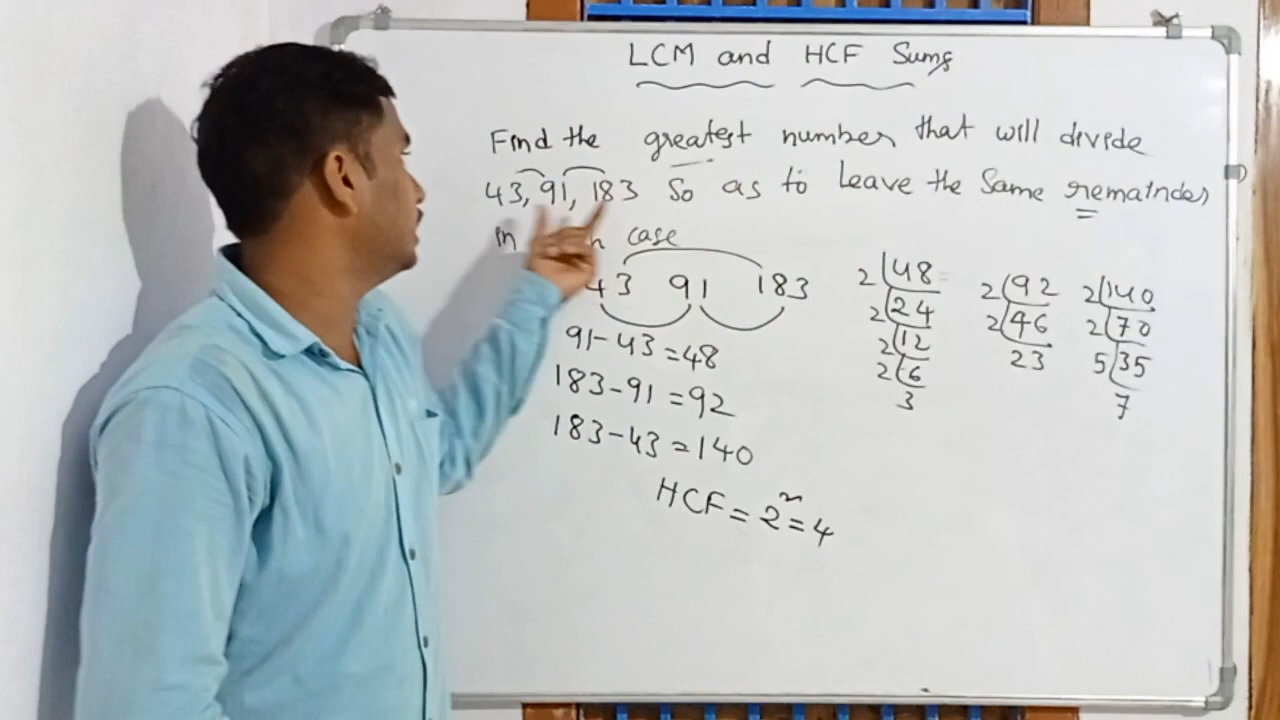 LCM and HCF Sums
Find the greatest number that will divide
43, 91, 183 So as to Leave the Same remainder
in case
43 91 183
91-43=48
183-91=92
183-43=140
HCF=2²=4
2 48
2 24
2 12
2 6
3
2 92
2 46
23
2 140
2 70
5 35
7